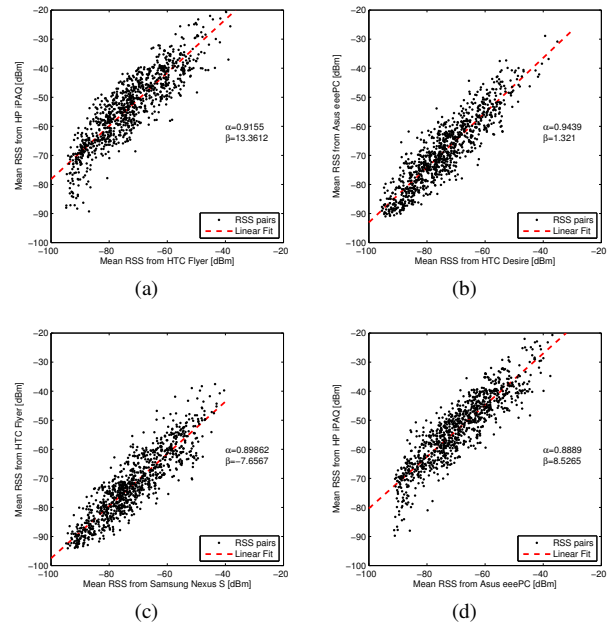 −20
−30
−40
−50
−60
−70
−80
−90
−100
−100 −80 −60 −40 −20
Mean RSS from HP iPAQ [dBm]
Mean RSS from HTC Flyer [dBm]
α=0.9155
β=13.3612
RSS pairs
Linear Fit
(a)
−20
−30
−40
−50
−60
−70
−80
−90
−100
−100 −80 −60 −40 −20
Mean RSS from Asus eeePC [dBm]
Mean RSS from HTC Desire [dBm]
α=0.9439
β=1.321
RSS pairs
Linear Fit
(b)
−20
−30
−40
−50
−60
−70
−80
−90
−100
−100 −80 −60 −40 −20
Mean RSS from HTC Flyer [dBm]
Mean RSS from Samsung Nexus S [dBm]
α=0.89862
β=−7.6567
RSS pairs
Linear Fit
(c)
−20
−30
−40
−50
−60
−70
−80
−90
−100
−100 −80 −60 −40 −20
Mean RSS from HP iPAQ [dBm]
Mean RSS from Asus eeePC [dBm]
α=0.8889
β=8.5265
RSS pairs
Linear Fit
(d)